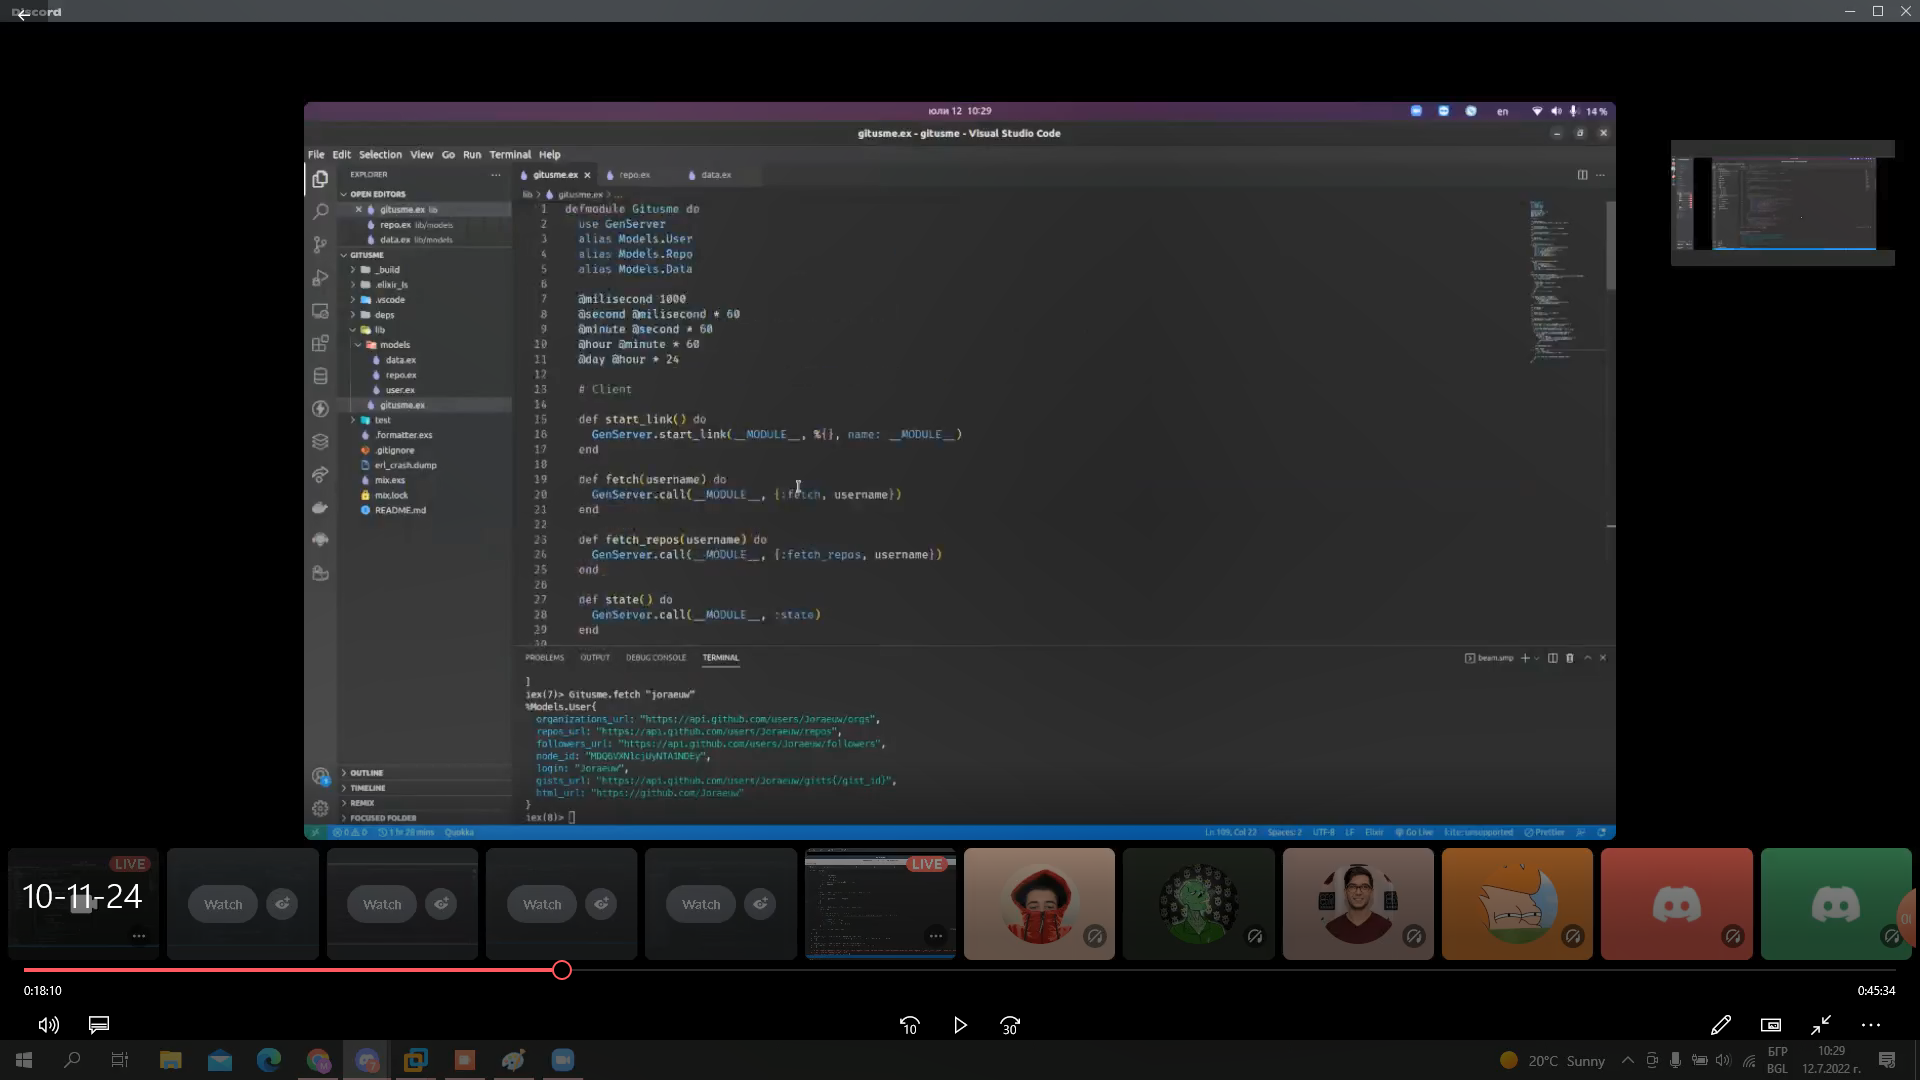 Discord
юли 12 10:29
en
14 %
gitusme.ex - gitusme - Visual Studio Code
File Edit Selection View Go Run Terminal Help
EXPLORER
OPEN EDITORS
gitusme.ex lib
repo.ex lib/models
data.ex lib/models
GITUSME
_build
.elixir_ls
.vscode
deps
lib
models
data.ex
repo.ex
user.ex
gitusme.ex
test
.formatter.exs
.gitignore
erl_crash.dump
mix.exs
mix.lock
README.md
OUTLINE
TIMELINE
REMIX
FOCUSED FOLDER
gitusme.ex repo.ex data.ex
lib > gitusme.ex > ...
1 defmodule Gitusme do
2 use GenServer
3 alias Models.User
4 alias Models.Repo
5 alias Models.Data
6
7 @milisecond 1000
8 @second @milisecond * 60
9 @minute @second * 60
10 @hour @minute * 60
11 @day @hour * 24
12
13 # Client
14
15 def start_link() do
16 GenServer.start_link(__MODULE__, %{}, name: __MODULE__)
17 end
18
19 def fetch(username) do
20 GenServer.call(__MODULE__, {:fetch, username})
21 end
22
23 def fetch_repos(username) do
24 GenServer.call(__MODULE__, {:fetch_repos, username})
25 end
26
27 def state() do
28 GenServer.call(__MODULE__, :state)
29 end
30
PROBLEMS OUTPUT DEBUG CONSOLE TERMINAL
beam.smp
]
iex(7)> Gitusme.fetch "joraeuw"
%Models.User{
organizations_url: "https://api.github.com/users/Joraeuw/orgs",
repos_url: "https://api.github.com/users/Joraeuw/repos",
followers_url: "https://api.github.com/users/Joraeuw/followers",
login: "Joraeuw",
gists_url: "https://api.github.com/users/Joraeuw/gists{/gist_id}",
html_url: "https://github.com/Joraeuw"
}
iex(8)>
0 0 1 hr 28 mins Quokka
Ln 109, Col 22 Spaces: 2 UTF-8 LF Elixir Go Live kite: unsupported Prettier
LIVE
10-11-24
Watch
Watch
Watch
Watch
LIVE
0:18:10
0:45:34
10
30
20°C Sunny
БГР
BGL
10:29
12.7.2022 г.